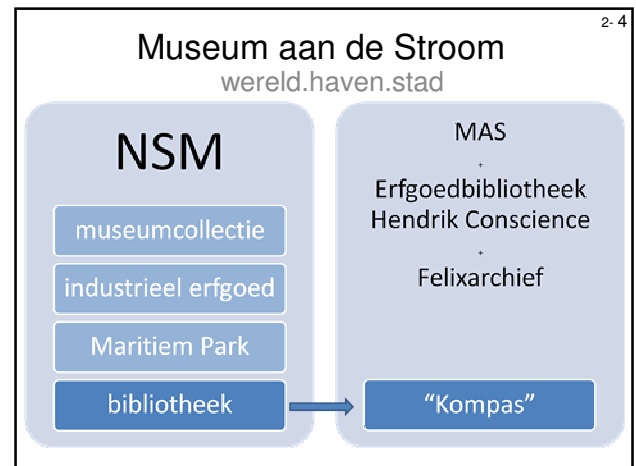 2- 4
Museum aan de Stroom
wereld.haven.stad
NSM
museumcollectie
industrieel erfgoed
Maritiem Park
bibliotheek
MAS
+
Erfgoedbibliotheek
Hendrik Conscience
+
Felixarchief
“Kompas”